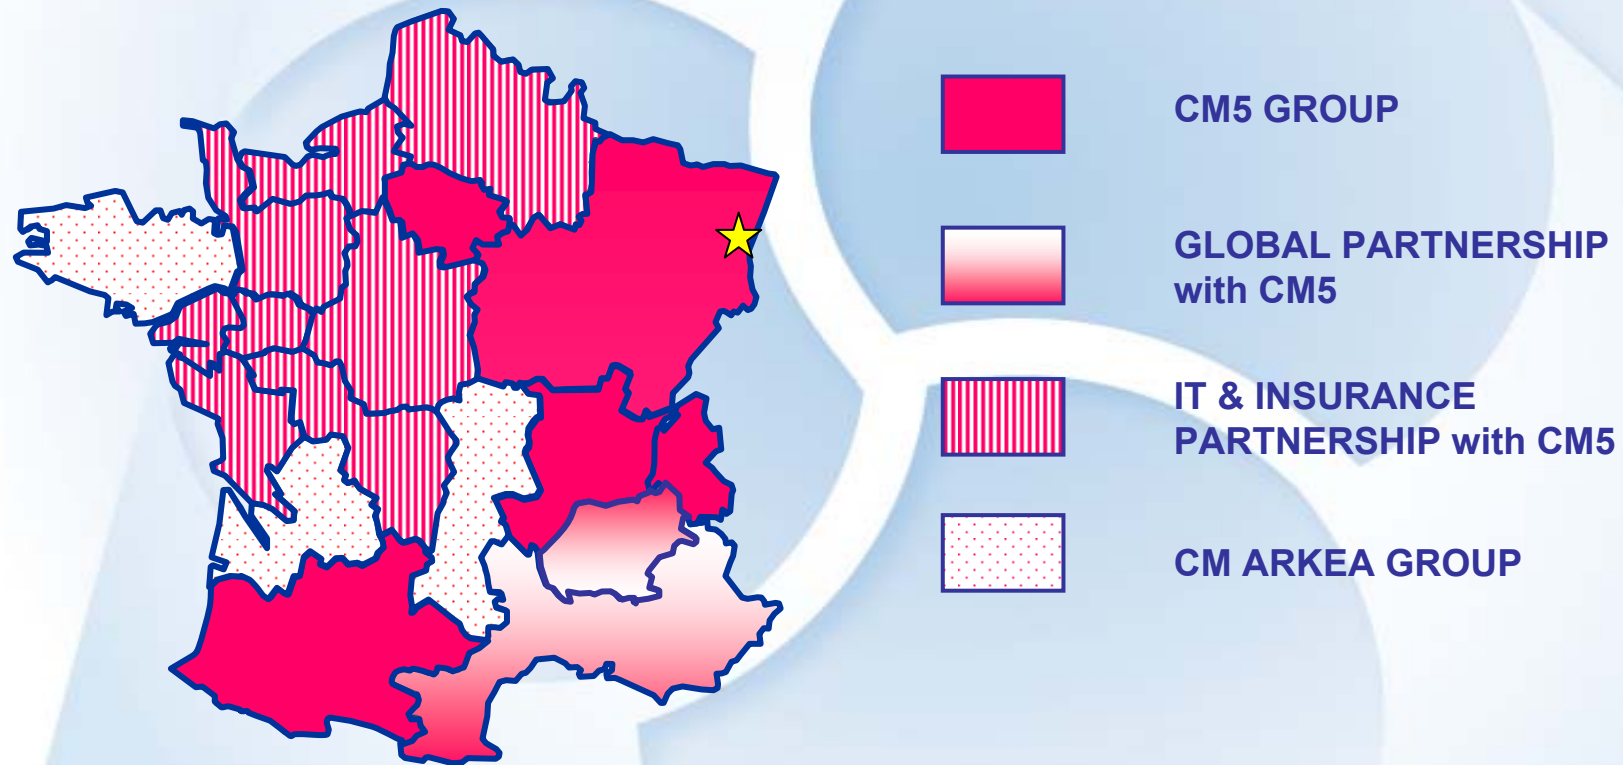 CM5 GROUP
GLOBAL PARTNERSHIP
with CM5
IT & INSURANCE
PARTNERSHIP with CM5
CM ARKEA GROUP